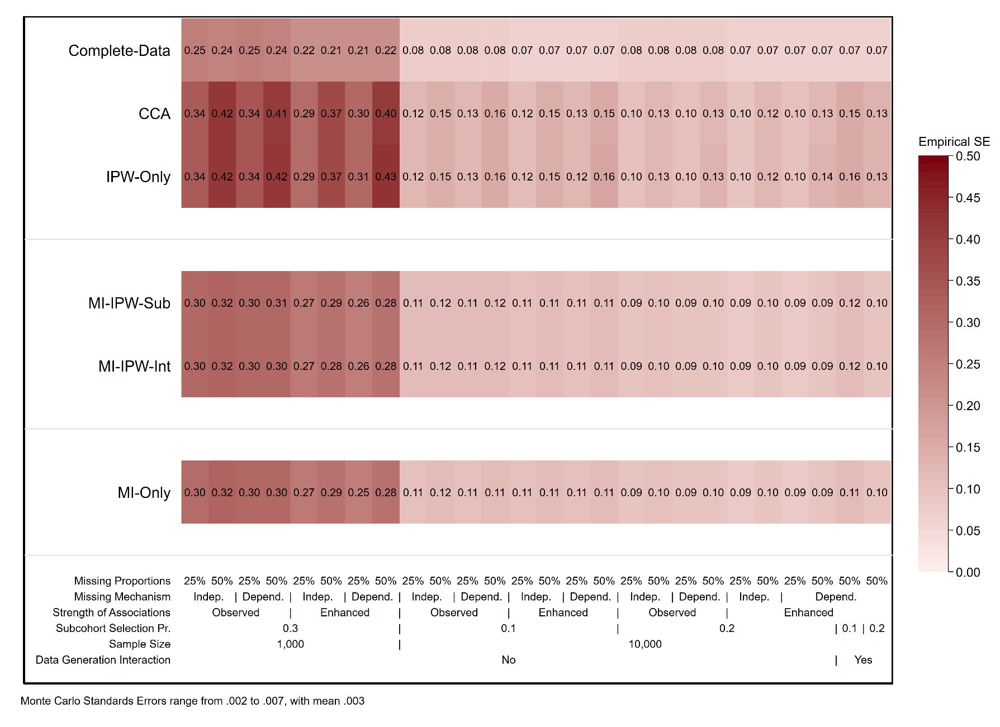 Complete-Data 0.25 0.24 0.25 0.24 0.22 0.21 0.21 0.22 0.08 0.08 0.08 0.08 0.07 0.07 0.07 0.07 0.08 0.08 0.08 0.08 0.07 0.07 0.07 0.07 0.07 0.07
CCA 0.34 0.42 0.34 0.41 0.29 0.37 0.30 0.40 0.12 0.15 0.13 0.16 0.12 0.15 0.13 0.15 0.10 0.13 0.10 0.13 0.10 0.12 0.10 0.13 0.15 0.13
IPW-Only 0.34 0.42 0.34 0.42 0.29 0.37 0.31 0.43 0.12 0.15 0.13 0.16 0.12 0.15 0.12 0.16 0.10 0.13 0.10 0.13 0.10 0.12 0.10 0.14 0.16 0.13
MI-IPW-Sub 0.30 0.32 0.30 0.31 0.27 0.29 0.26 0.28 0.11 0.12 0.11 0.12 0.11 0.11 0.11 0.11 0.09 0.10 0.09 0.10 0.09 0.10 0.09 0.09 0.12 0.10
MI-IPW-Int 0.30 0.32 0.30 0.30 0.27 0.28 0.26 0.28 0.11 0.12 0.11 0.12 0.11 0.11 0.11 0.11 0.09 0.10 0.09 0.10 0.09 0.10 0.09 0.09 0.12 0.10
MI-Only 0.30 0.32 0.30 0.30 0.27 0.29 0.25 0.28 0.11 0.12 0.11 0.11 0.11 0.11 0.11 0.11 0.09 0.10 0.09 0.10 0.09 0.10 0.09 0.09 0.11 0.10
Missing Proportions 25% 50% 25% 50% 25% 50% 25% 50% 25% 50% 25% 50% 25% 50% 25% 50% 25% 50% 25% 50% 25% 50% 25% 50% 50% 50%
Missing Mechanism Indep. | Depend. | Indep. | Depend. | Indep. | Depend. | Indep. | Depend. | Indep. | Depend. | Indep. | Depend.
Strength of Associations Observed | Enhanced | Observed | Enhanced | Observed | Enhanced
Subcohort Selection Pr. 0.3 | 0.1 | 0.2 | 0.1 | 0.2
Sample Size 1,000 | 10,000
Data Generation Interaction No | Yes
Monte Carlo Standards Errors range from .002 to .007, with mean .003
Empirical SE
0.50
0.45
0.40
0.35
0.30
0.25
0.20
0.15
0.10
0.05
0.00